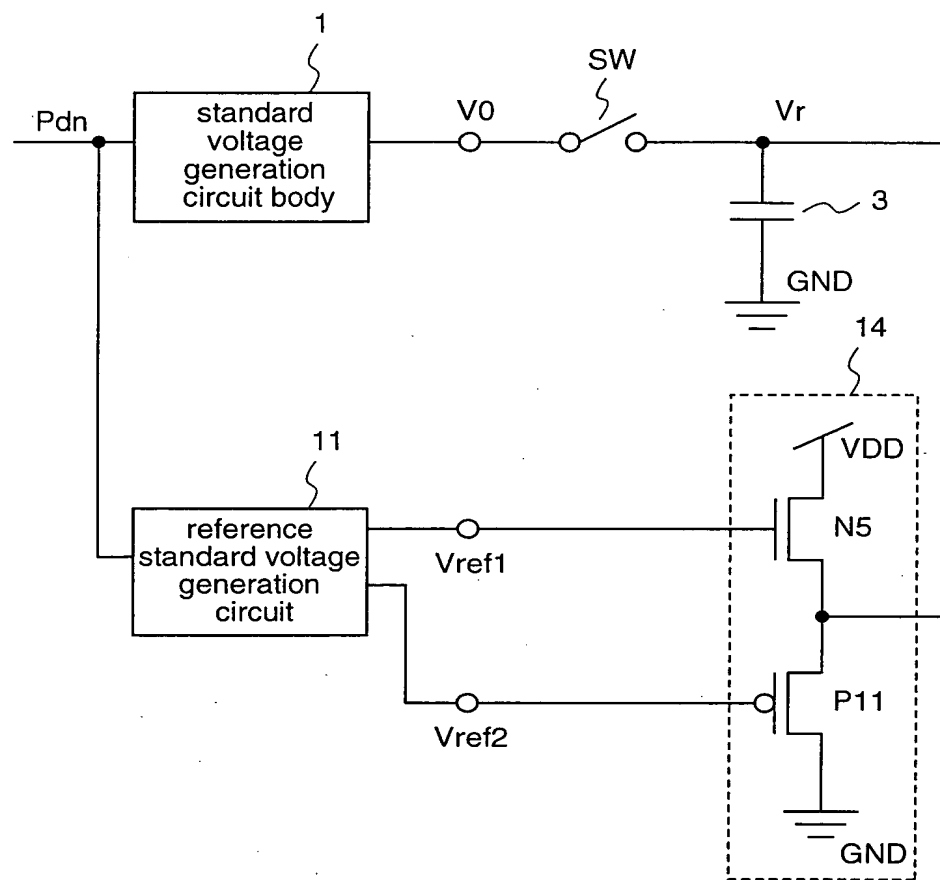 1
SW
Pdn
standard
voltage
generation
circuit body
V0
Vr
3
GND
14
VDD
11
reference
standard voltage
generation
circuit
Vref1
N5
Vref2
P11
GND